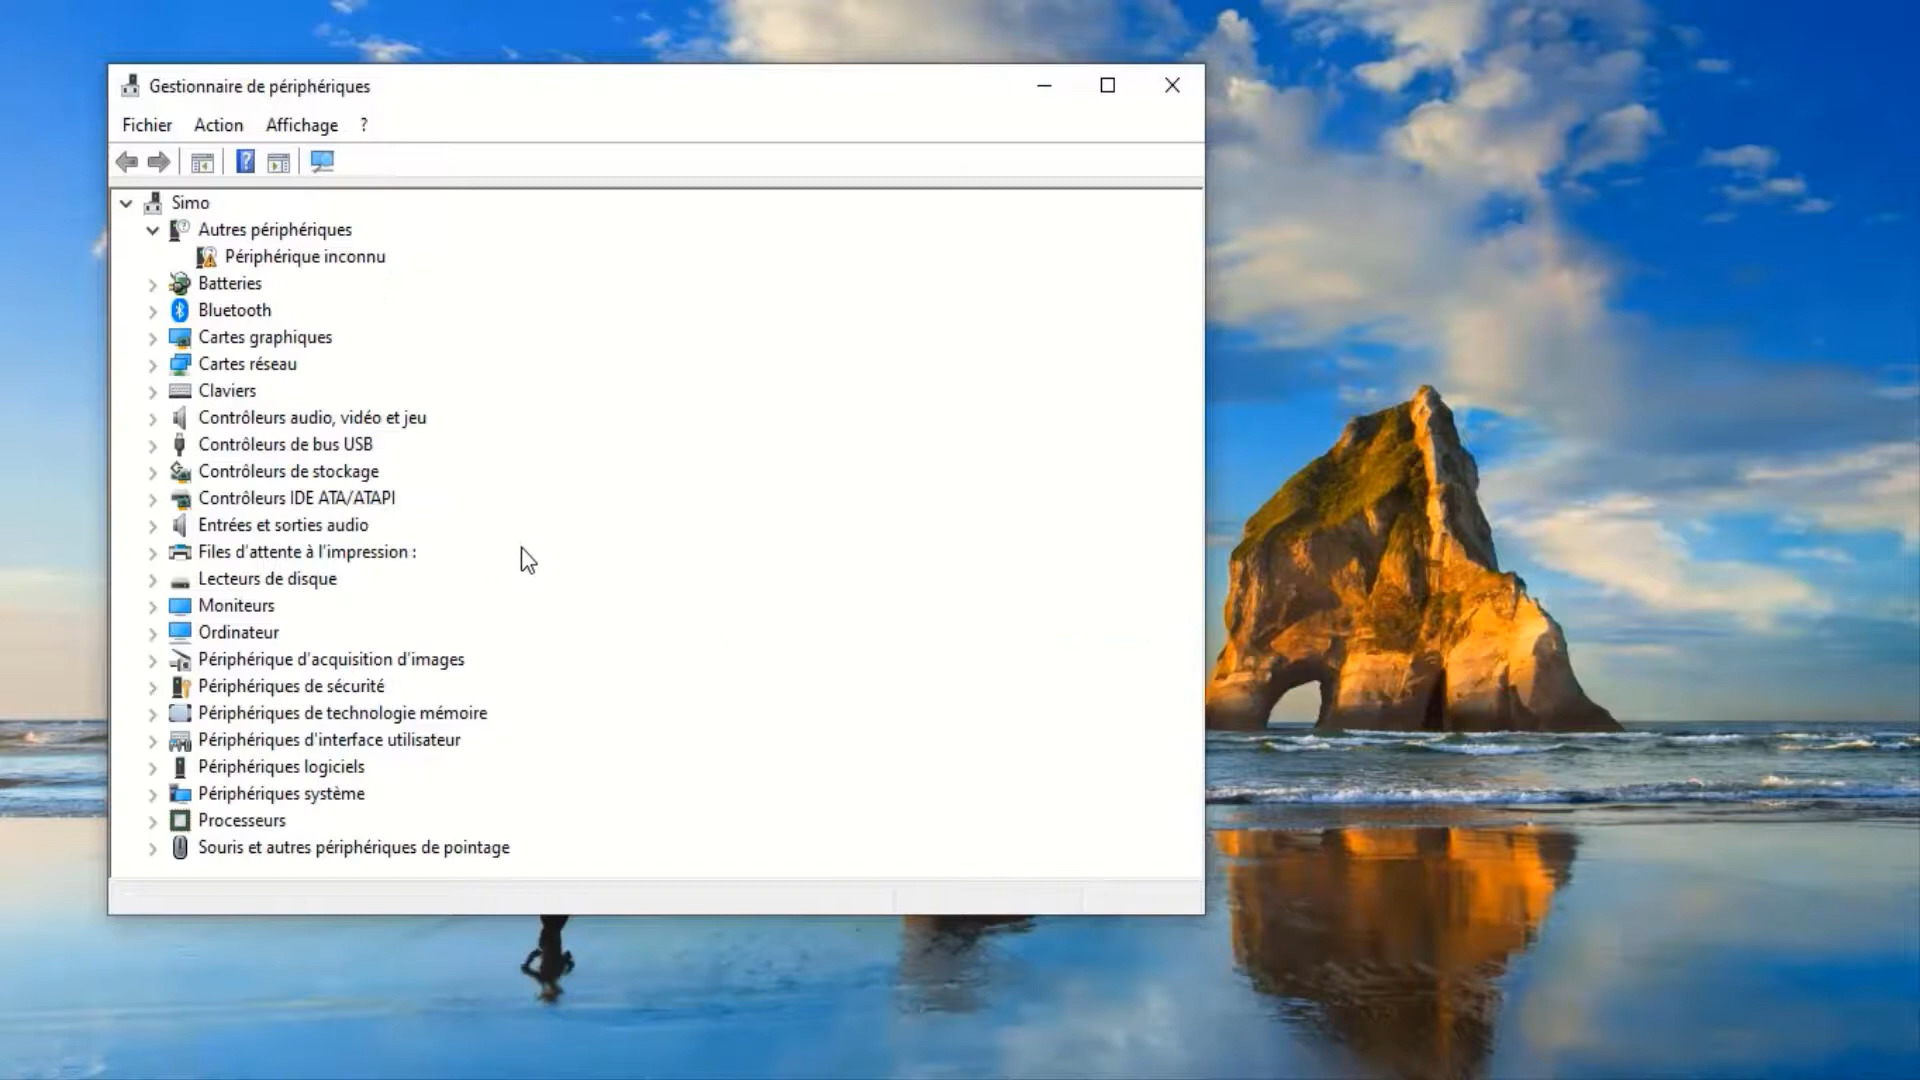 Gestionnaire de périphériques
Fichier Action Affichage ?
Simo
Autres périphériques
Périphérique inconnu
Batteries
Bluetooth
Cartes graphiques
Cartes réseau
Claviers
Contrôleurs audio, vidéo et jeu
Contrôleurs de bus USB
Contrôleurs de stockage
Contrôleurs IDE ATA/ATAPI
Entrées et sorties audio
Files d'attente à l'impression :
Lecteurs de disque
Moniteurs
Ordinateur
Périphérique d'acquisition d'images
Périphériques de sécurité
Périphériques de technologie mémoire
Périphériques d'interface utilisateur
Périphériques logiciels
Périphériques système
Processeurs
Souris et autres périphériques de pointage